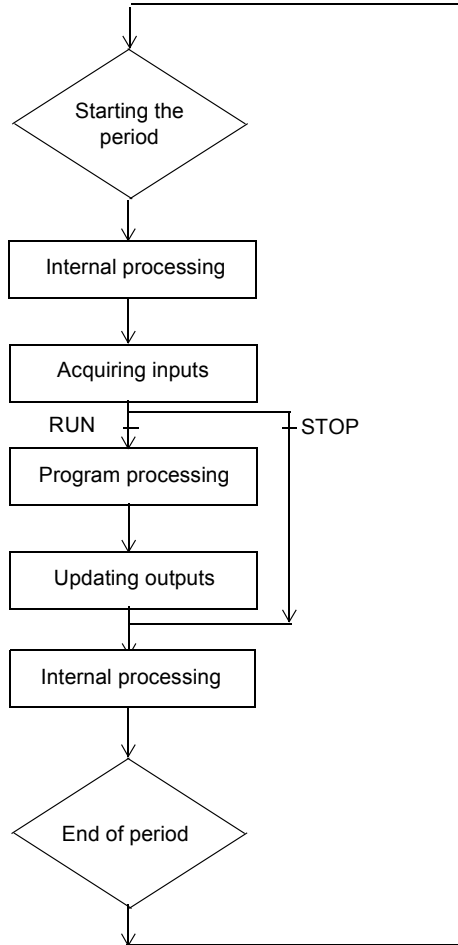 Starting the
period
Internal processing
Acquiring inputs
RUN
STOP
Program processing
Updating outputs
Internal processing
End of period